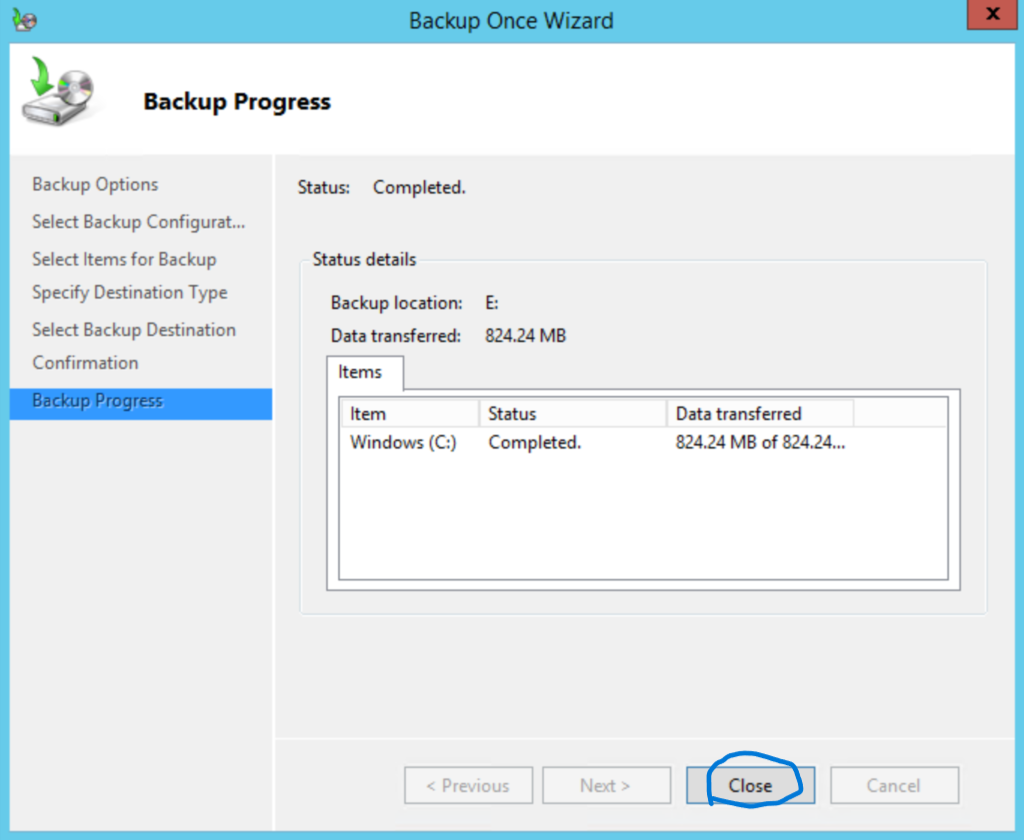 Backup Once Wizard
x
Backup Progress
Backup Options
Select Backup Configurat...
Select Items for Backup
Specify Destination Type
Select Backup Destination
Confirmation
Backup Progress
Status: Completed.
Status details
Backup location: E:
Data transferred: 824.24 MB
Items
Item Status Data transferred
Windows (C:) Completed. 824.24 MB of 824.24...
< Previous Next > Close Cancel